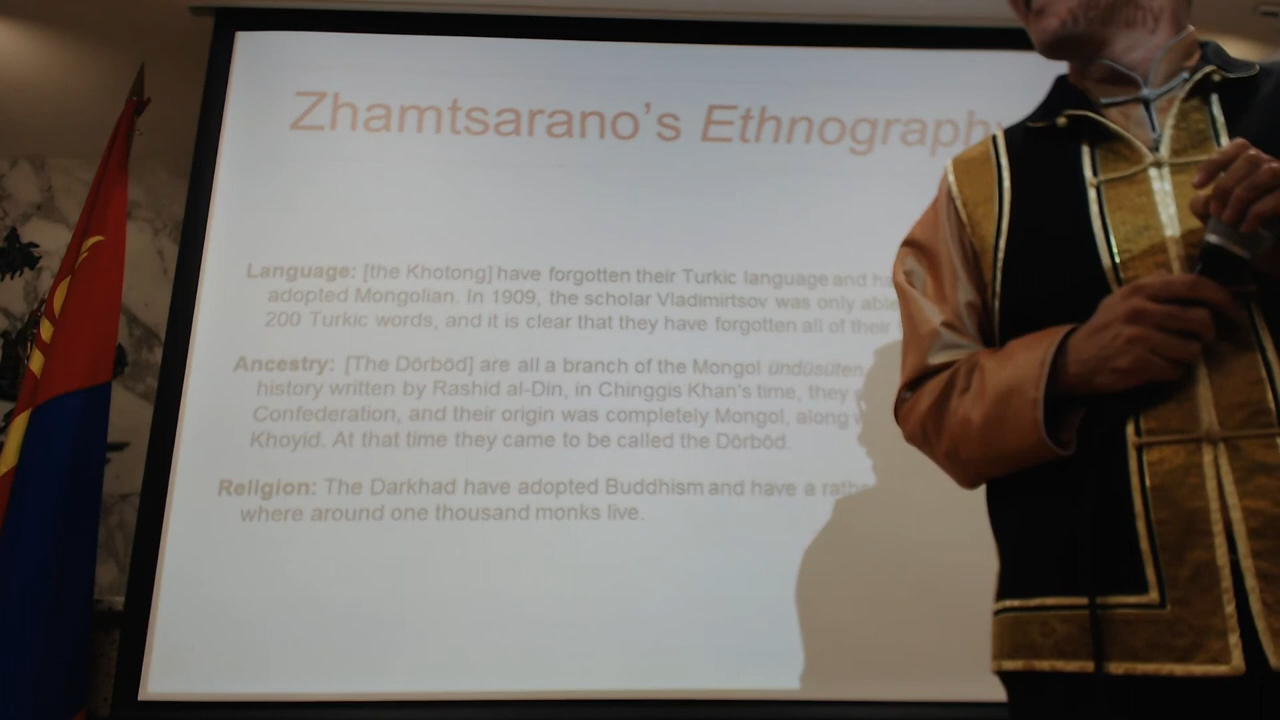 Zhamtsarano's Ethnography
Language: [the Khotong] have forgotten their Turkic language and
adopted Mongolian. In 1909, the scholar Vladimirtsov was only able
200 Turkic words, and it is clear that they have forgotten all of their
Ancestry: [The Dörböd] are all a branch of the Mongol ündüsüten
history written by Rashid al-Din, in Chinggis Khan's time, they
Confederation, and their origin was completely Mongol, along
Khoyid. At that time they came to be called the Dörböd.
Religion: The Darkhad have adopted Buddhism and have a
where around one thousand monks live.